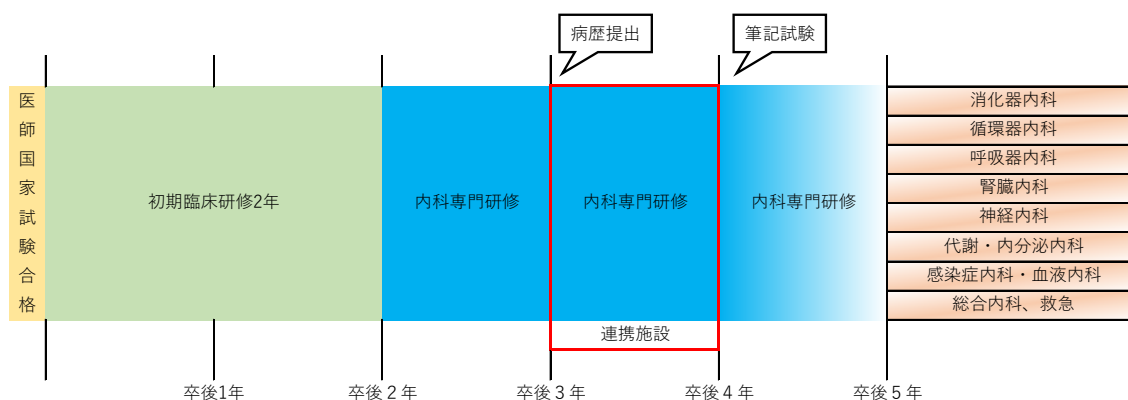 病歴提出
筆記試験
医師国家試験合格
初期臨床研修2年
内科専門研修
内科専門研修
内科専門研修
消化器内科
循環器内科
呼吸器内科
腎臓内科
神経内科
代謝・内分泌内科
感染症内科・血液内科
総合内科、救急
連携施設
卒後1年
卒後２年
卒後３年
卒後４年
卒後５年